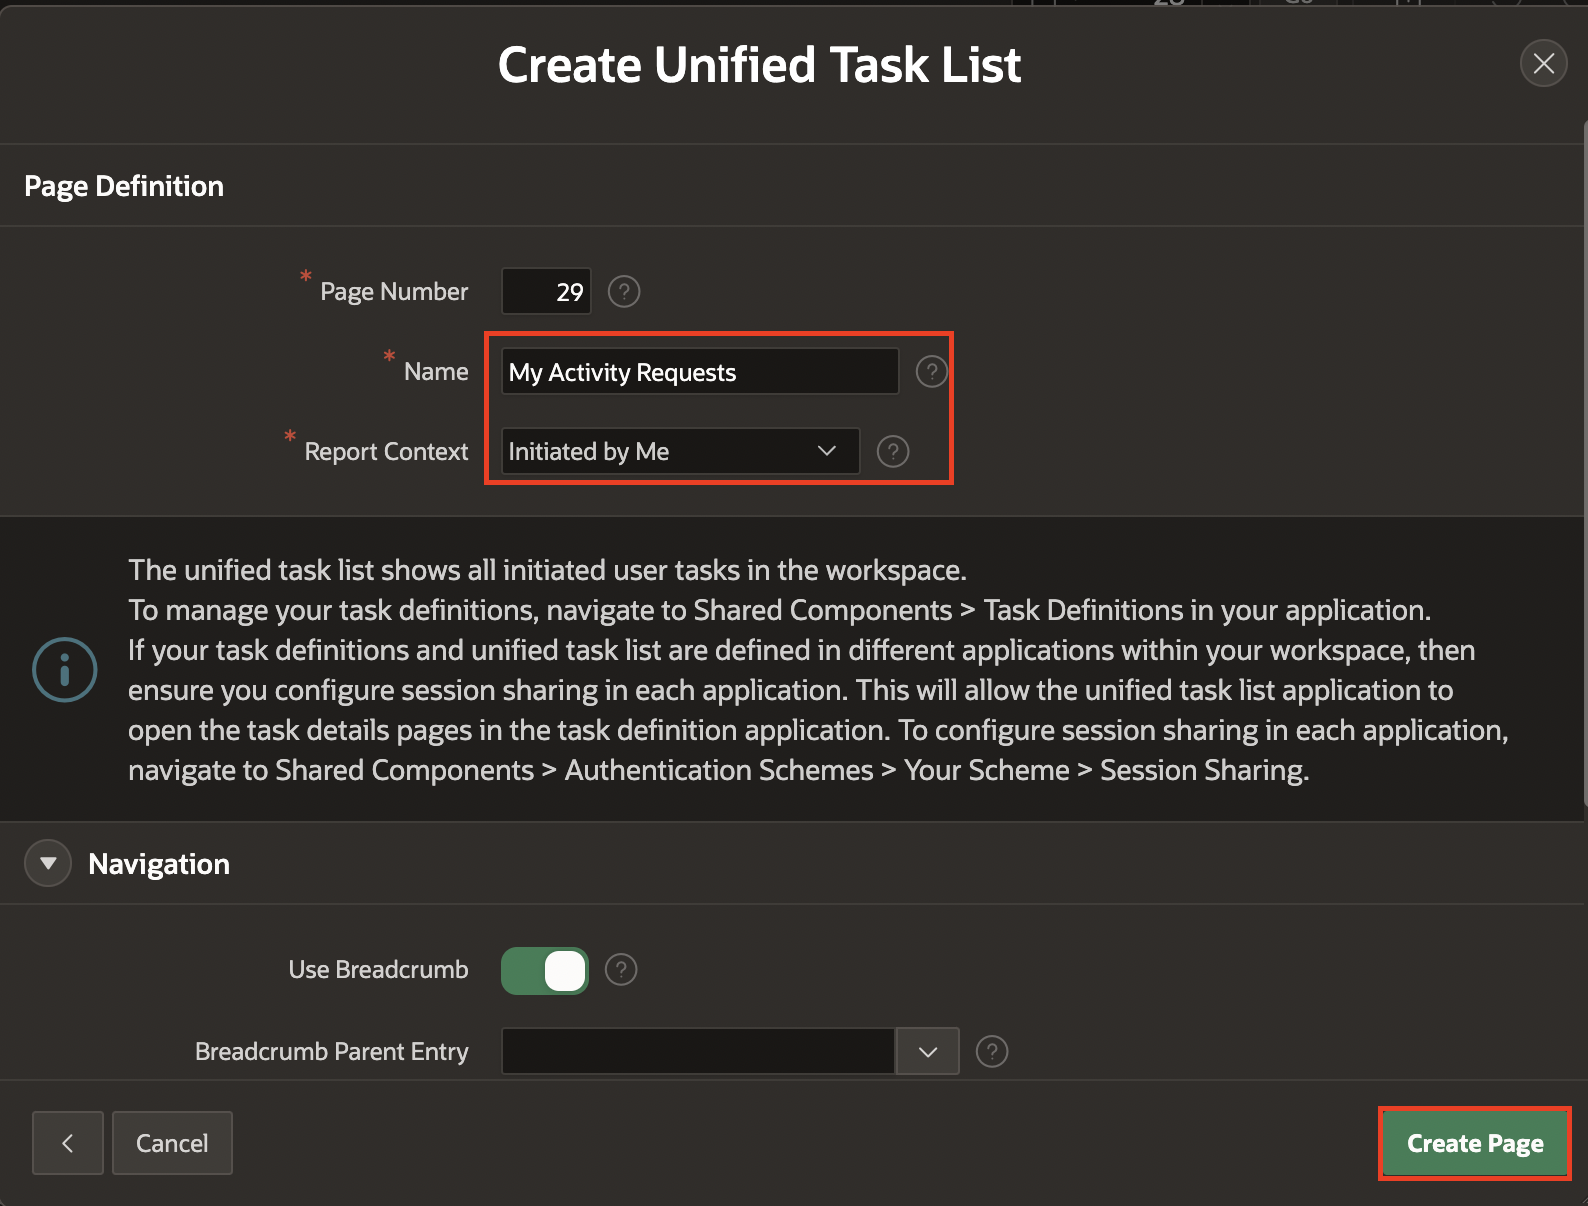 Create Unified Task List
Page Definition
* Page Number 29 ?
* Name My Activity Requests ?
* Report Context Initiated by Me ?
The unified task list shows all initiated user tasks in the workspace.
To manage your task definitions, navigate to Shared Components > Task Definitions in your application.
If your task definitions and unified task list are defined in different applications within your workspace, then
ensure you configure session sharing in each application. This will allow the unified task list application to
open the task details pages in the task definition application. To configure session sharing in each application,
navigate to Shared Components > Authentication Schemes > Your Scheme > Session Sharing.
Navigation
Use Breadcrumb ?
Breadcrumb Parent Entry ?
Cancel
Create Page